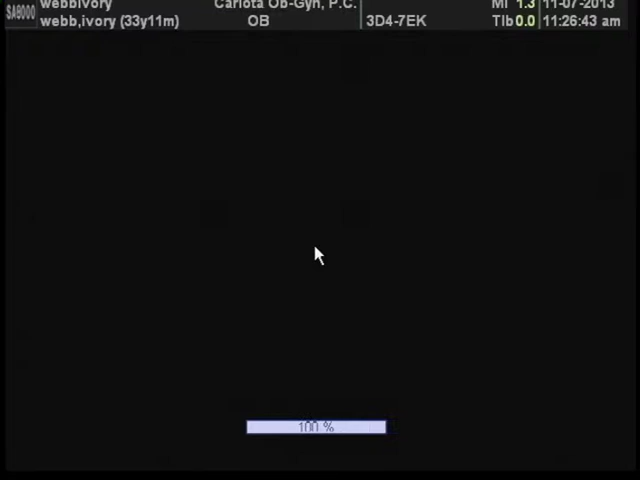 SA8000 webbivory Carlota Ob-Gyn, P.C. MI 1.3 11-07-2013
webb,ivory (33y11m) OB 3D4-7EK TIb 0.0 11:26:43 am
100 %